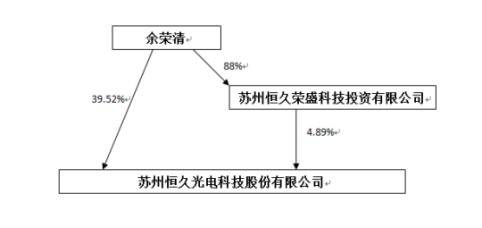 余荣清
88%
39.52%
苏州恒久荣盛科技投资有限公司
4.89%
苏州恒久光电科技股份有限公司